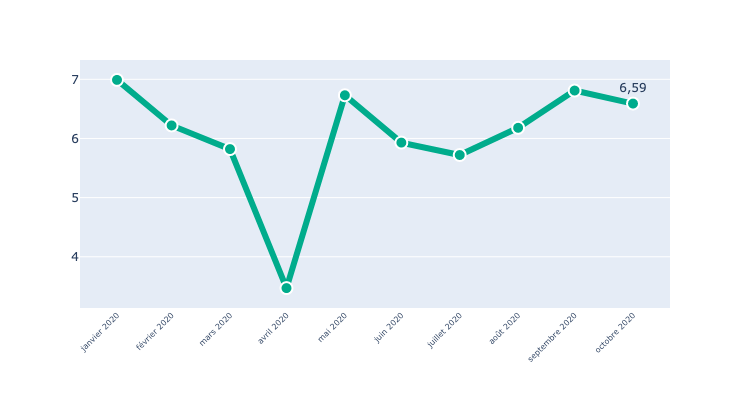 7
6,59
6
5
4
janvier 2020
février 2020
mars 2020
avril 2020
mai 2020
juin 2020
juillet 2020
août 2020
septembre 2020
octobre 2020